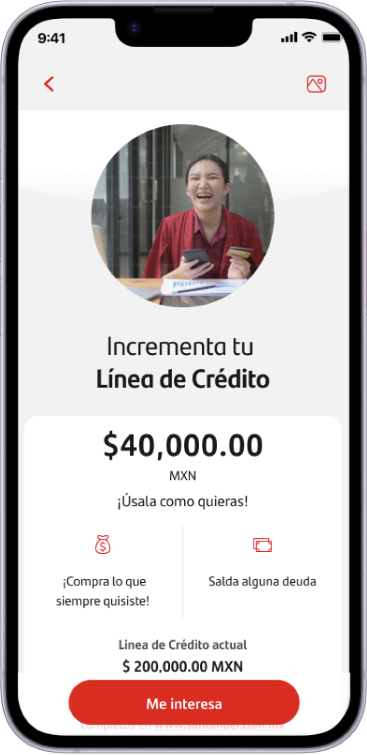 9:41
Incrementa tu
Línea de Crédito
$40,000.00
MXN
¡Úsala como quieras!
¡Compra lo que
siempre quisiste!
Salda alguna deuda
Linea de Crédito actual
$ 200,000.00 MXN
Me interesa